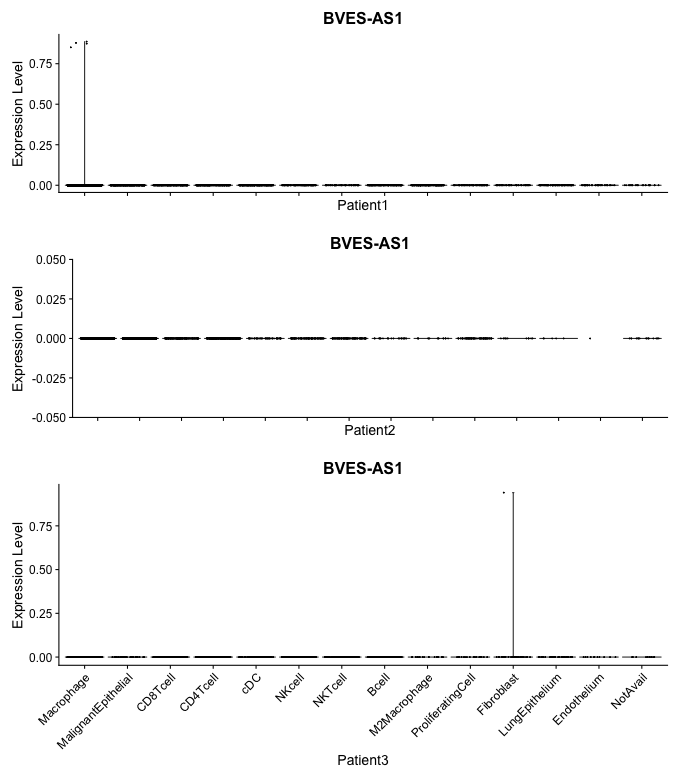 BVES-AS1
Expression Level
0.75
0.50
0.25
0.00
Patient1
BVES-AS1
Expression Level
0.050
0.025
0.000
-0.025
-0.050
Patient2
BVES-AS1
Expression Level
0.75
0.50
0.25
0.00
Macrophage
MalignantEpithelial
CD8Tcell
CD4Tcell
cDC
NKcell
NKTcell
Bcell
M2Macrophage
ProliferatingCell
Fibroblast
LungEpithelium
Endothelium
NotAvail
Patient3